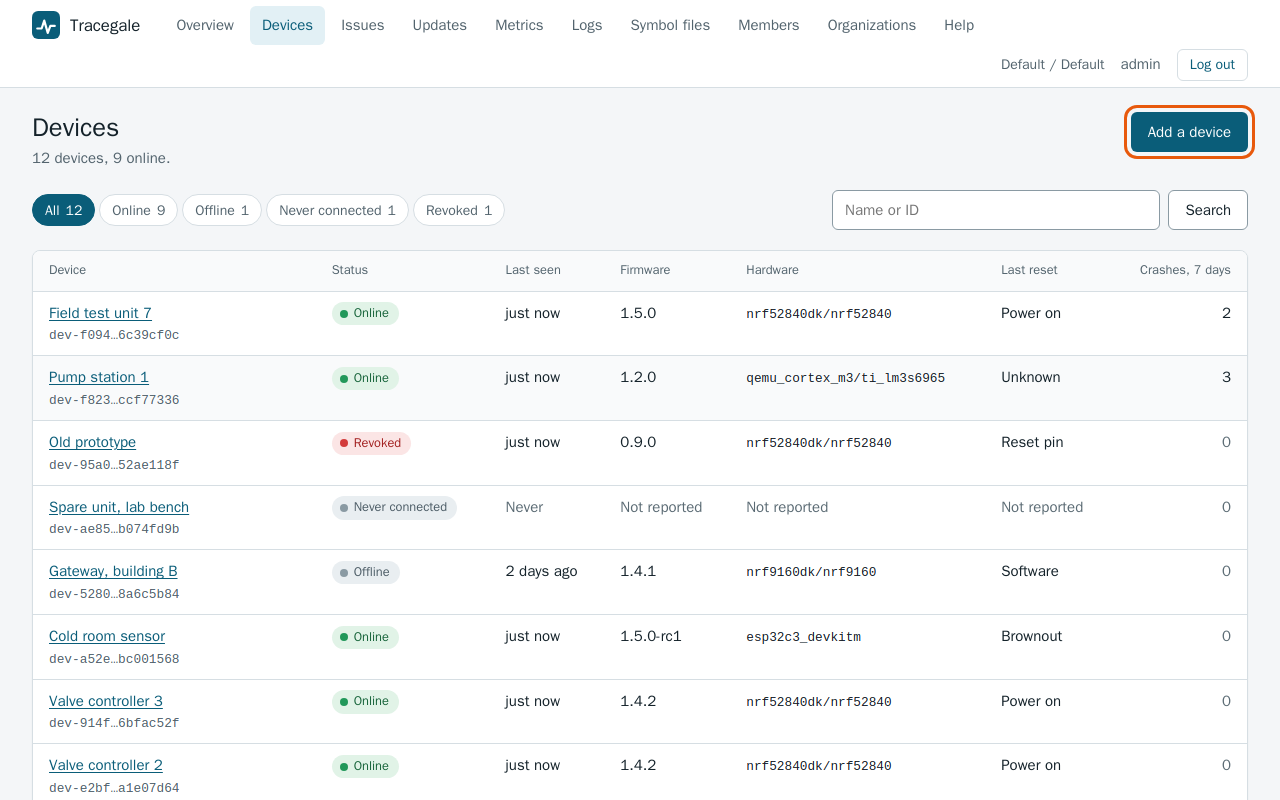 Tracegale Overview Devices Issues Updates Metrics Logs Symbol files Members Organizations Help
Default / Default admin Log out
Devices
Add a device
12 devices, 9 online.
All 12 Online 9 Offline 1 Never connected 1 Revoked 1 Name or ID Search
Device Status Last seen Firmware Hardware Last reset Crashes, 7 days
Field test unit 7 Online just now 1.5.0 nrf52840dk/nrf52840 Power on 2
dev-f094…6c39cf0c
Pump station 1 Online just now 1.2.0 qemu_cortex_m3/ti_lm3s6965 Unknown 3
dev-f823…ccf77336
Old prototype Revoked just now 0.9.0 nrf52840dk/nrf52840 Reset pin 0
dev-95a0…52ae118f
Spare unit, lab bench Never connected Never Not reported Not reported Not reported 0
dev-ae85…b074fd9b
Gateway, building B Offline 2 days ago 1.4.1 nrf9160dk/nrf9160 Software 0
dev-5280…8a6c5b84
Cold room sensor Online just now 1.5.0-rc1 esp32c3_devkitm Brownout 0
dev-a52e…bc001568
Valve controller 3 Online just now 1.4.2 nrf52840dk/nrf52840 Power on 0
dev-914f…6bfac52f
Valve controller 2 Online just now 1.4.2 nrf52840dk/nrf52840 Power on 0
dev-e2bf…a1e07d64